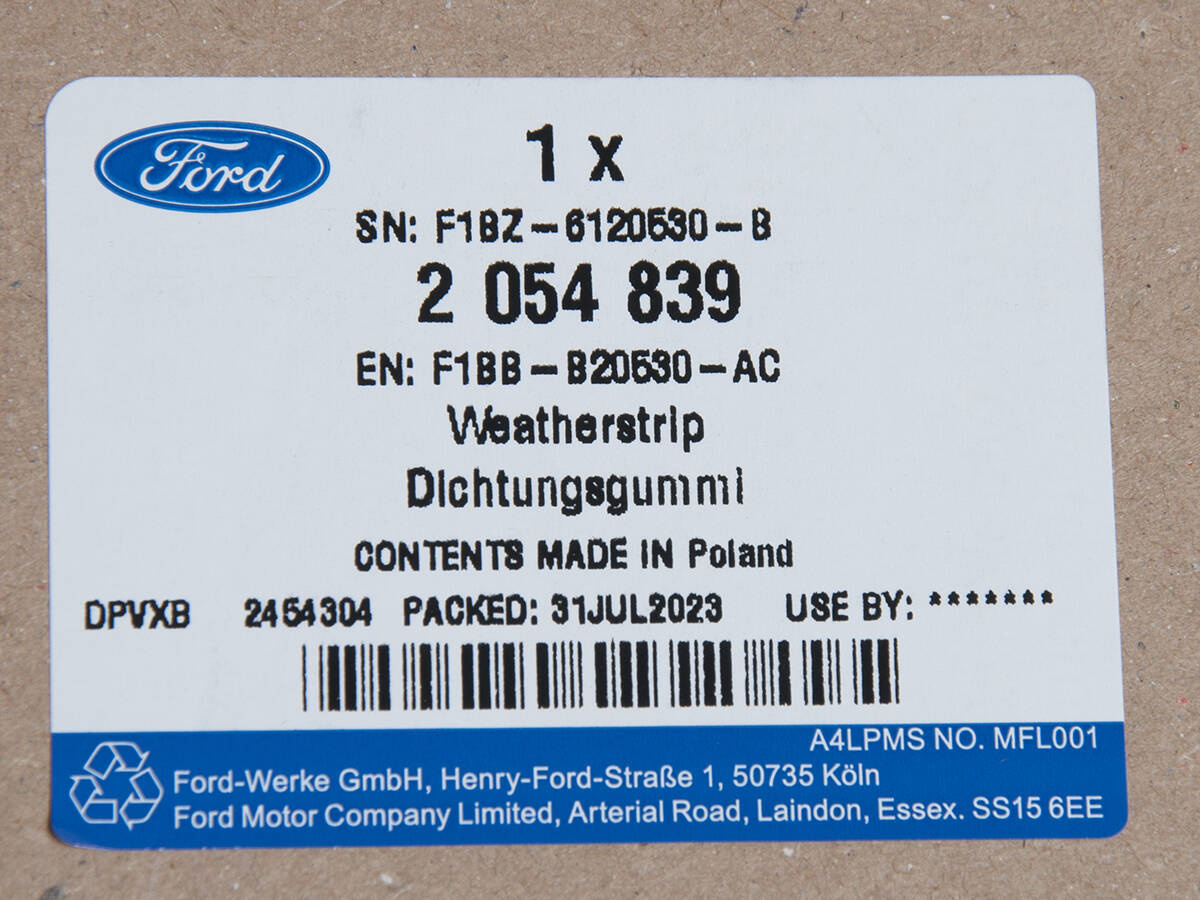 Ford
1 x
SN: F1BZ-6120530-B
2 054 839
EN: F1BB-B20530-AC
Weatherstrip
Dichtungsgummi
CONTENTS MADE IN Poland
DPVXB 2454304 PACKED: 31JUL2023 USE BY: *******
A4LPMS NO. MFL001
Ford-Werke GmbH, Henry-Ford-Straße 1, 50735 Köln
Ford Motor Company Limited, Arterial Road, Laindon, Essex. SS15 6EE